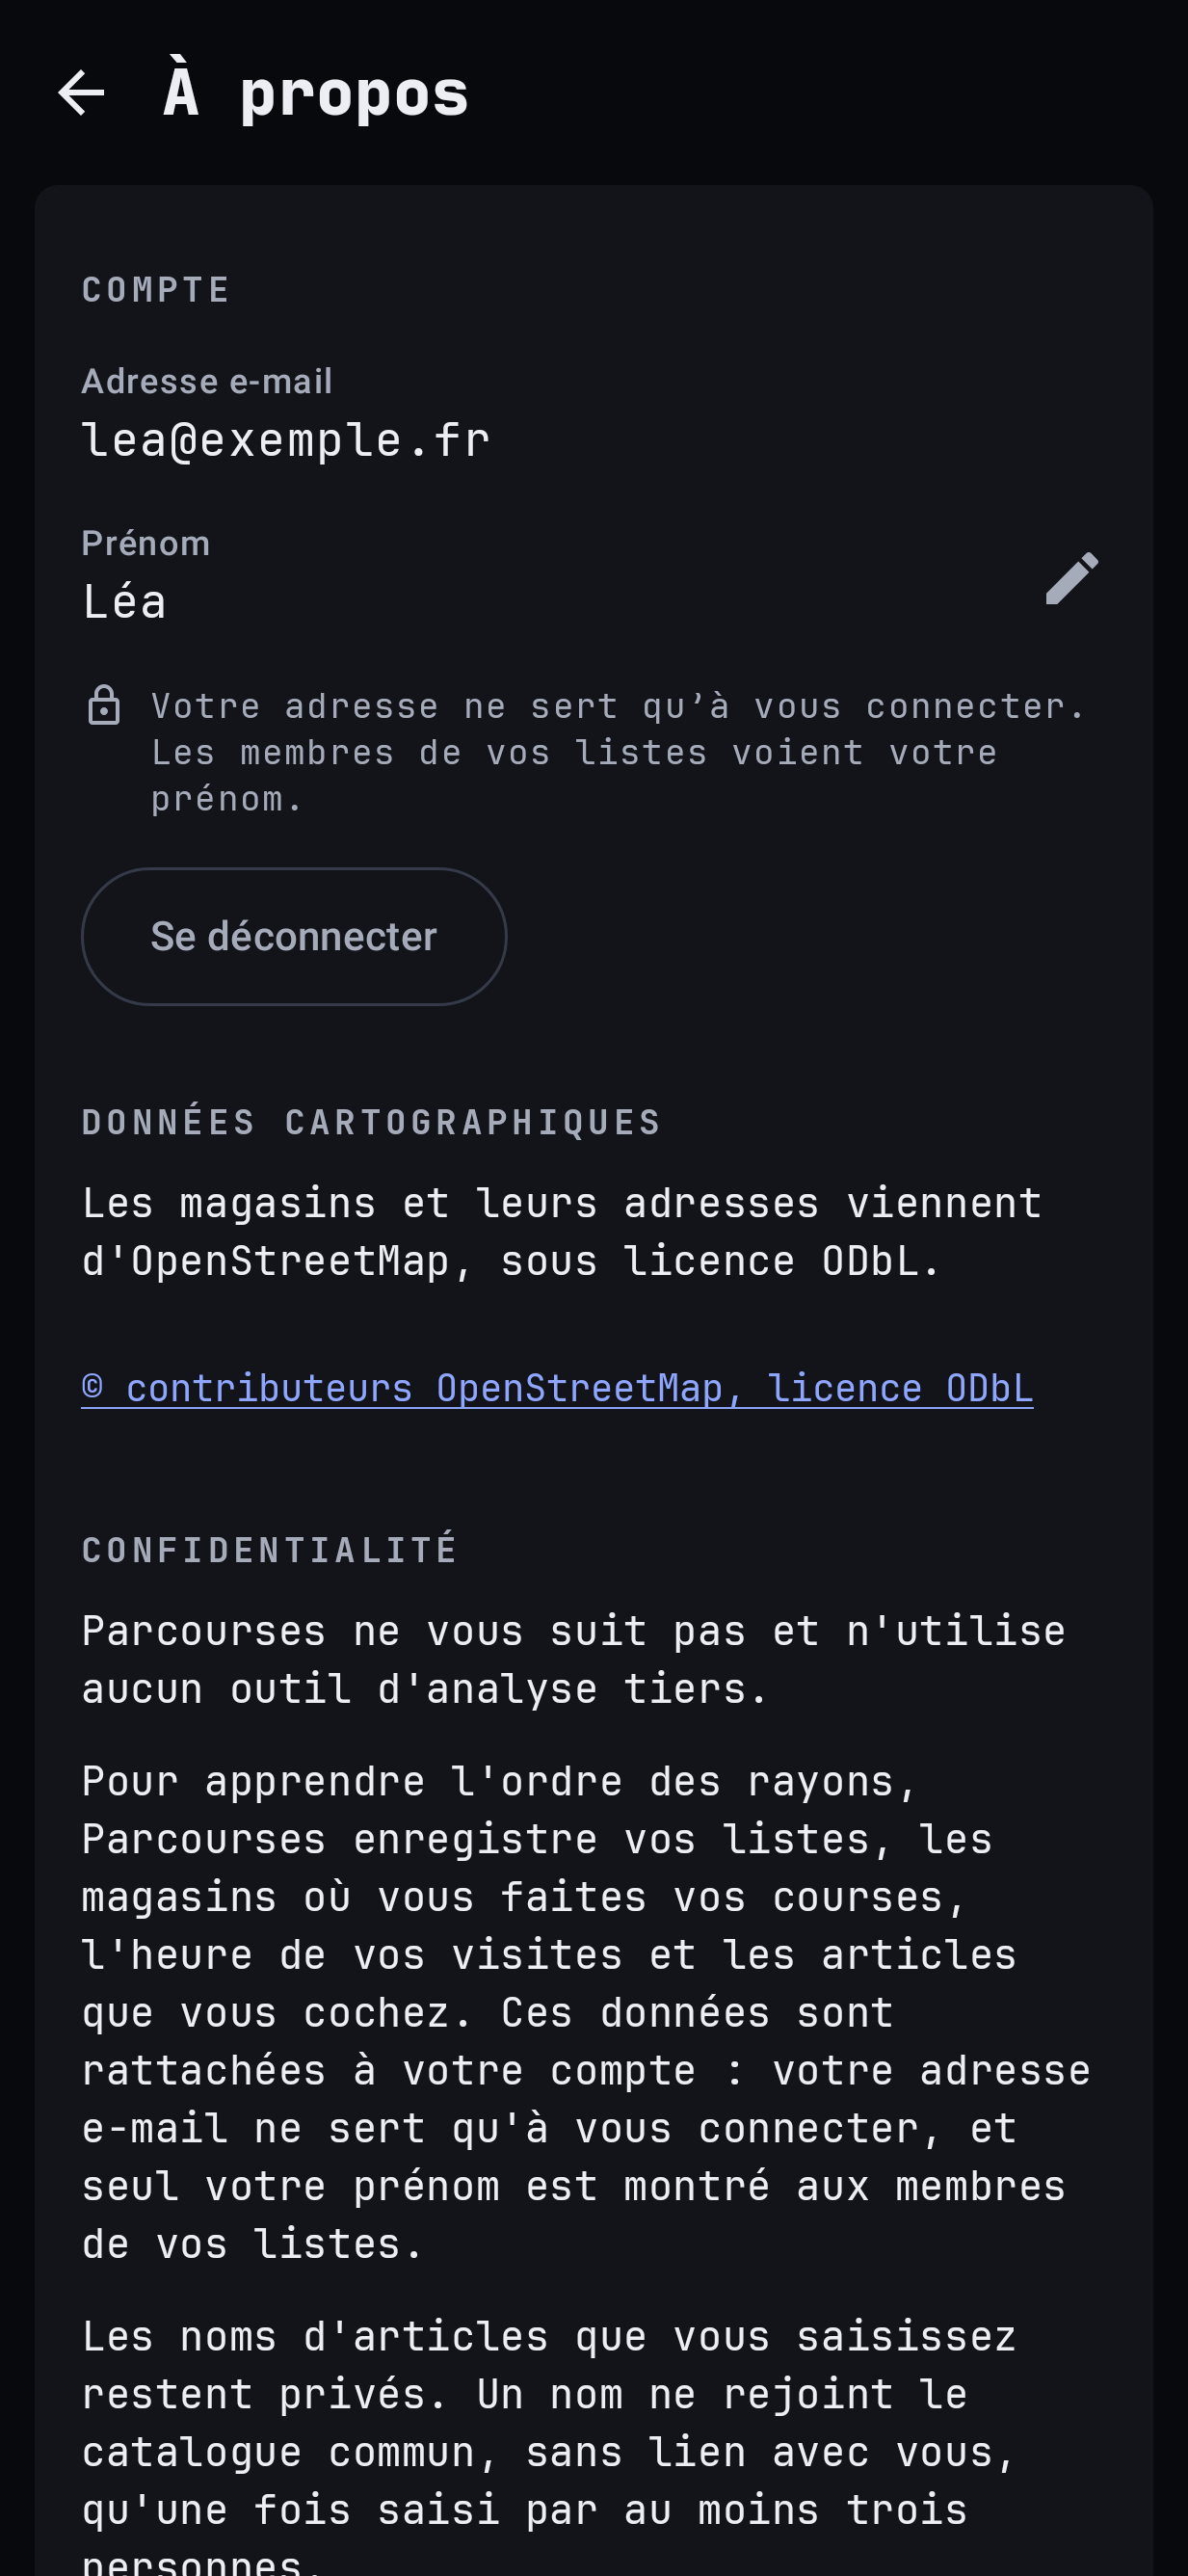 À propos
COMPTE
Adresse e-mail
lea@exemple.fr
Prénom
Léa
Votre adresse ne sert qu’à vous connecter.
Les membres de vos listes voient votre
prénom.
Se déconnecter
DONNÉES CARTOGRAPHIQUES
Les magasins et leurs adresses viennent
d'OpenStreetMap, sous licence ODbL.
© contributeurs OpenStreetMap, licence ODbL
CONFIDENTIALITÉ
Parcourses ne vous suit pas et n'utilise
aucun outil d'analyse tiers.
Pour apprendre l'ordre des rayons,
Parcourses enregistre vos listes, les
magasins où vous faites vos courses,
l'heure de vos visites et les articles
que vous cochez. Ces données sont
rattachées à votre compte : votre adresse
e-mail ne sert qu'à vous connecter, et
seul votre prénom est montré aux membres
de vos listes.
Les noms d'articles que vous saisissez
restent privés. Un nom ne rejoint le
catalogue commun, sans lien avec vous,
qu'une fois saisi par au moins trois
personnes.